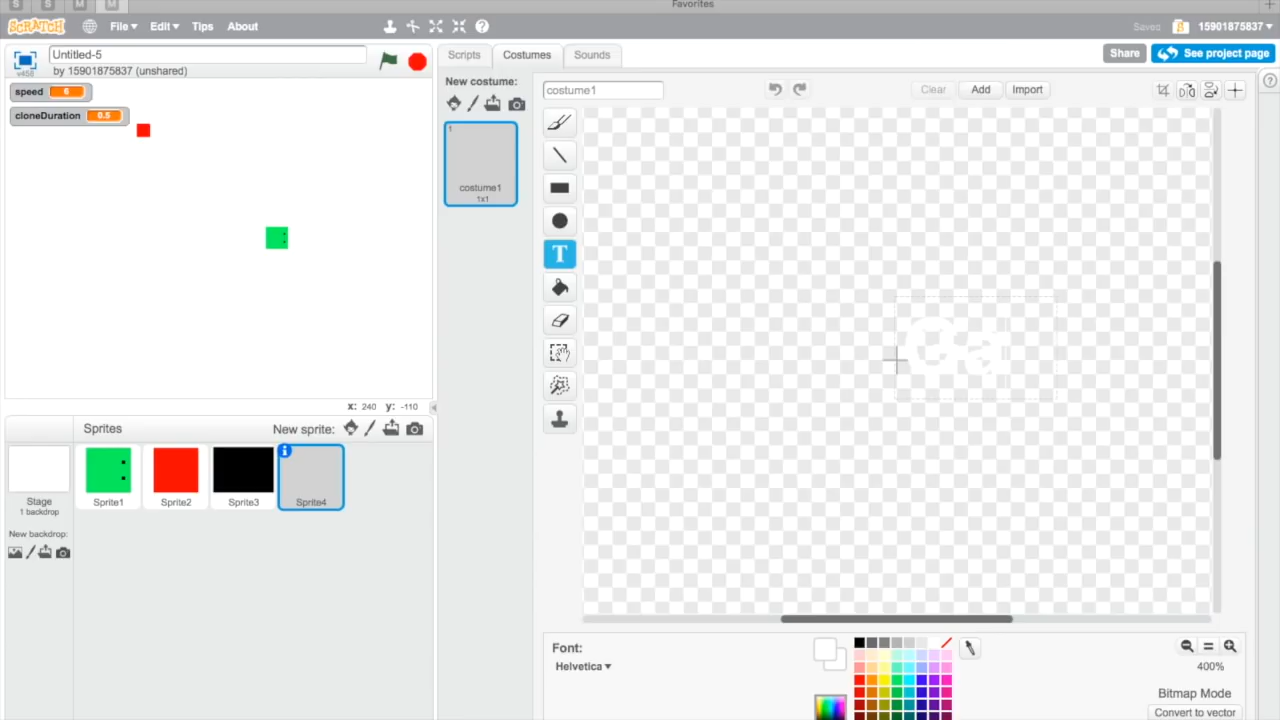 Favorites
SCRATCH File Edit Tips About Saved 15901875837
Untitled-5
v456
by 15901875837 (unshared)
Scripts Costumes Sounds Share See project page
speed 6
cloneDuration 0.5
New costume:
costume1
Clear Add Import
1
costume1
1x1
T
Ga
x: 240 y: -110
Sprites New sprite:
Stage
1 backdrop
New backdrop:
Sprite1 Sprite2 Sprite3 Sprite4
Font:
Helvetica
400%
Bitmap Mode
Convert to vector